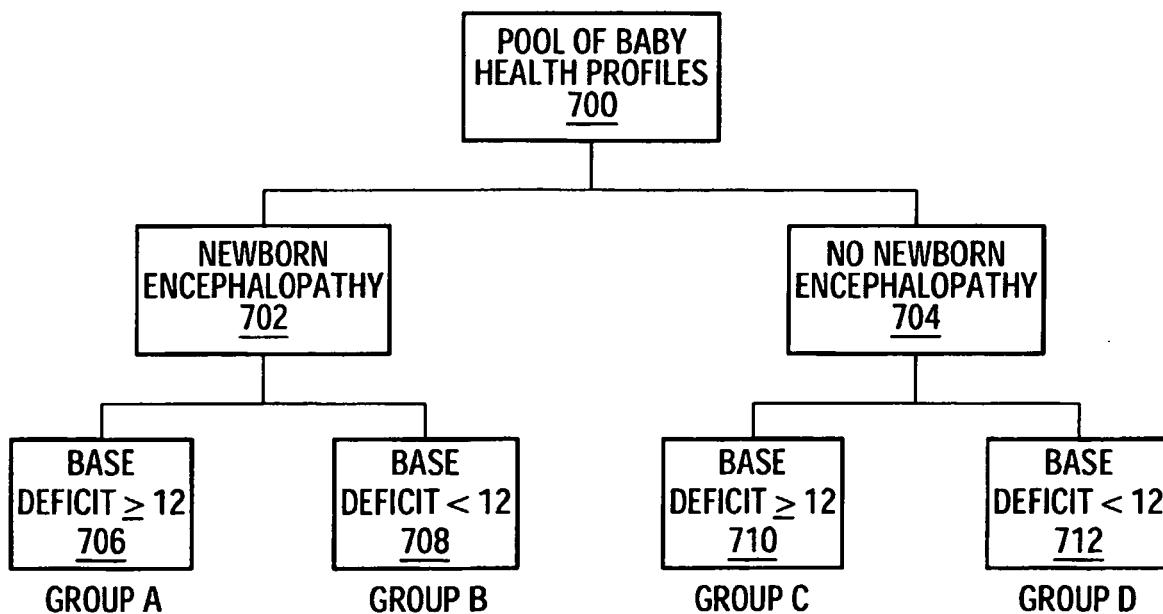 POOL OF BABY
HEALTH PROFILES
700
NEWBORN
ENCEPHALOPATHY
702
NO NEWBORN
ENCEPHALOPATHY
704
BASE
DEFICIT ≥ 12
706
GROUP A
BASE
DEFICIT < 12
708
GROUP B
BASE
DEFICIT ≥ 12
710
GROUP C
BASE
DEFICIT < 12
712
GROUP D